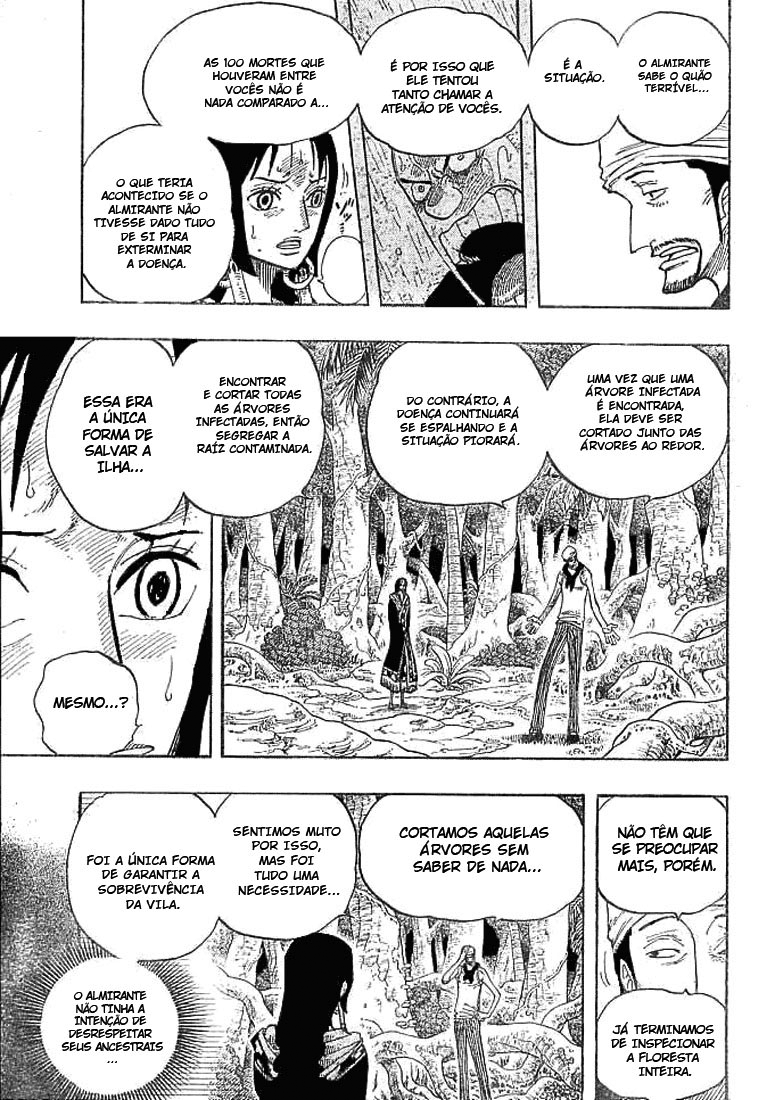 O ALMIRANTE
SABE O QUÃO
TERRÍVEL...
É A
SITUAÇÃO.
É POR ISSO QUE
ELE TENTOU
TANTO CHAMAR A
ATENÇÃO DE VOCÊS.
AS 100 MORTES QUE
HOUVERAM ENTRE
VOCÊS NÃO É
NADA COMPARADO A...
O QUE TERIA
ACONTECIDO SE O
ALMIRANTE NÃO
TIVESSE DADO TUDO
DE SI PARA
EXTERMINAR
A DOENÇA.
UMA VEZ QUE UMA
ÁRVORE INFECTADA
É ENCONTRADA,
ELA DEVE SER
CORTADO JUNTO DAS
ÁRVORES AO REDOR.
DO CONTRÁRIO, A
DOENÇA CONTINUARÁ
SE ESPALHANDO E A
SITUAÇÃO PIORARÁ.
ENCONTRAR
E CORTAR TODAS
AS ÁRVORES
INFECTADAS, ENTÃO
SEGREGAR A
RAÍZ CONTAMINADA.
ESSA ERA
A ÚNICA
FORMA DE
SALVAR A
ILHA...
MESMO...?
NÃO TÊM QUE
SE PREOCUPAR
MAIS, PORÉM.
JÁ TERMINAMOS
DE INSPECIONAR
A FLORESTA
INTEIRA.
CORTAMOS AQUELAS
ÁRVORES SEM
SABER DE NADA...
SENTIMOS MUTO
POR ISSO,
MAS FOI
TUDO UMA
NECESSIDADE...
FOI A ÚNICA FORMA
DE GARANTIR A
SOBREVIVÊNCIA
DA VILA.
O ALMIRANTE
NÃO TINHA A
INTENÇÃO DE
DESRESPEITAR
SEUS ANCESTRAIS
...